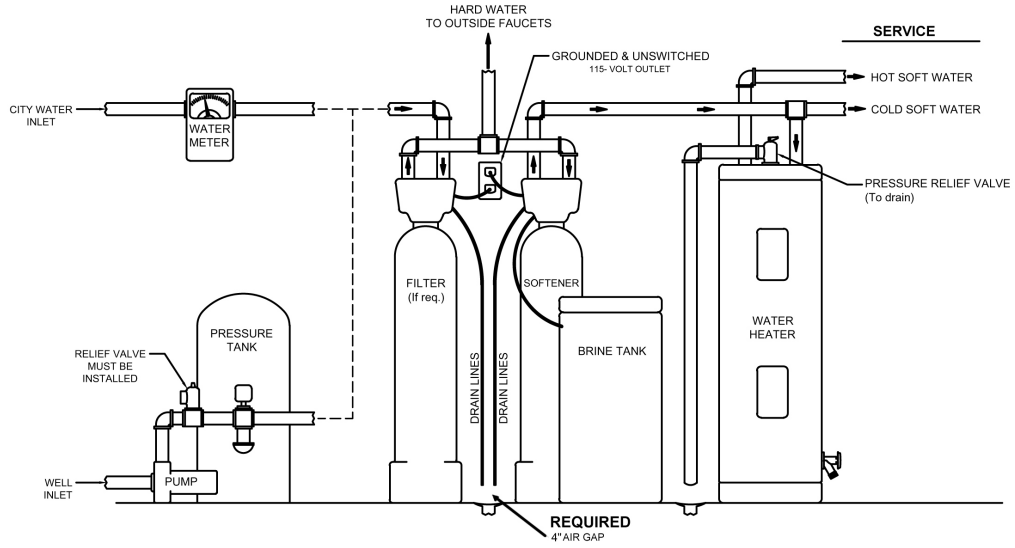 HARD WATER
TO OUTSIDE FAUCETS
SERVICE
GROUNDED & UNSWITCHED
115- VOLT OUTLET
HOT SOFT WATER
CITY WATER
INLET
COLD SOFT WATER
WATER
METER
PRESSURE RELIEF VALVE
(To drain)
FILTER
(If req.)
SOFTENER
WATER
HEATER
PRESSURE
TANK
BRINE TANK
RELIEF VALVE
MUST BE
INSTALLED
DRAIN LINES
DRAIN LINES
PUMP
WELL
INLET
REQUIRED
4" AIR GAP